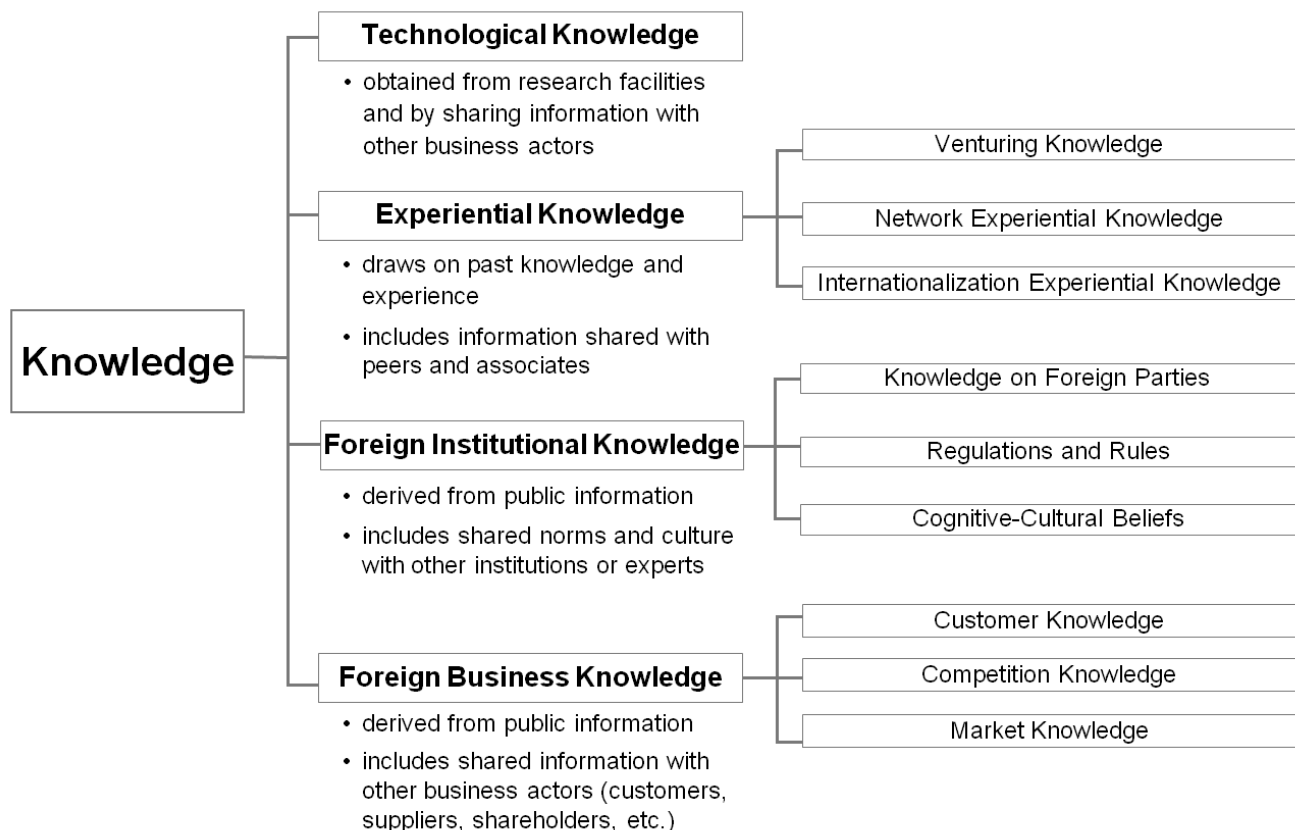 Technological Knowledge
• obtained from research facilities
and by sharing information with
other business actors
Venturing Knowledge
Experiential Knowledge
Network Experiential Knowledge
• draws on past knowledge and
experience
Internationalization Experiential Knowledge
• includes information shared with
peers and associates
Knowledge
Knowledge on Foreign Parties
Foreign Institutional Knowledge
Regulations and Rules
• derived from public information
• includes shared norms and culture
with other institutions or experts
Cognitive-Cultural Beliefs
Customer Knowledge
Foreign Business Knowledge
Competition Knowledge
• derived from public information
Market Knowledge
• includes shared information with
other business actors (customers,
suppliers, shareholders, etc.)